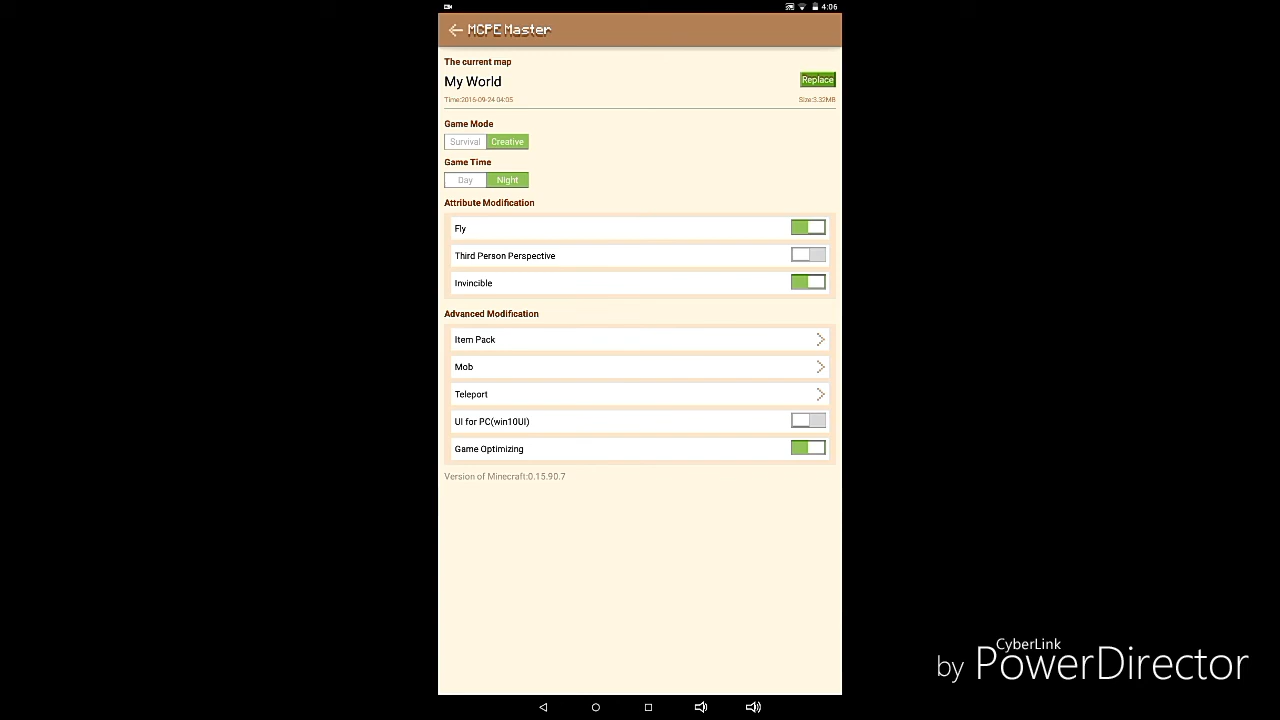 4:06
MCPE Master
The current map
My World
Replace
Time:2016-09-24 04:05
Size:3.32MB
Game Mode
Survival Creative
Game Time
Day Night
Attribute Modification
Fly
Third Person Perspective
Invincible
Advanced Modification
Item Pack
Mob
Teleport
UI for PC(win10UI)
Game Optimizing
Version of Minecraft:0.15.90.7
CyberLink
by PowerDirector